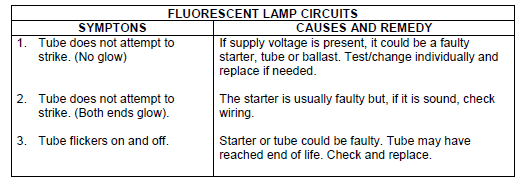 FLUORESCENT LAMP CIRCUITS
SYMPTONS
CAUSES AND REMEDY
1. Tube does not attempt to
strike. (No glow)
If supply voltage is present, it could be a faulty
starter, tube or ballast. Test/change individually and
replace if needed.
2. Tube does not attempt to
strike. (Both ends glow).
The starter is usually faulty but, if it is sound, check
wiring.
3. Tube flickers on and off.
Starter or tube could be faulty. Tube may have
reached end of life. Check and replace.